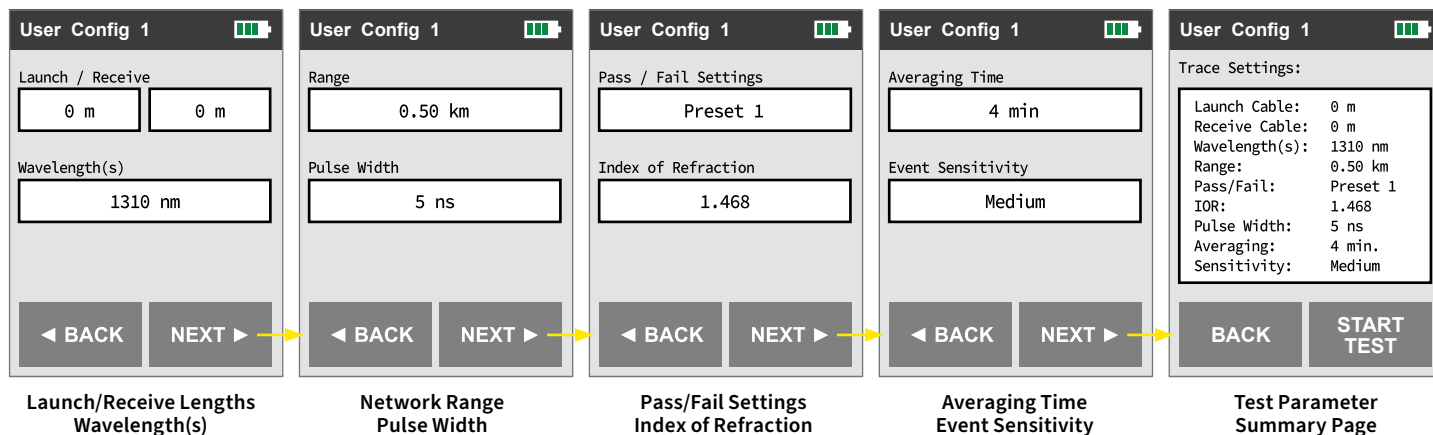 User Config 1
Launch / Receive
0 m 0 m
Wavelength(s)
1310 nm
◄ BACK NEXT ►
Launch/Receive Lengths
Wavelength(s)
User Config 1
Range
0.50 km
Pulse Width
5 ns
◄ BACK NEXT ►
Network Range
Pulse Width
User Config 1
Pass / Fail Settings
Preset 1
Index of Refraction
1.468
◄ BACK NEXT ►
Pass/Fail Settings
Index of Refraction
User Config 1
Averaging Time
4 min
Event Sensitivity
Medium
◄ BACK NEXT ►
Averaging Time
Event Sensitivity
User Config 1
Trace Settings:
Launch Cable: 0 m
Receive Cable: 0 m
Wavelength(s): 1310 nm
Range: 0.50 km
Pass/Fail: Preset 1
IOR: 1.468
Pulse Width: 5 ns
Averaging: 4 min.
Sensitivity: Medium
BACK START
TEST
Test Parameter
Summary Page